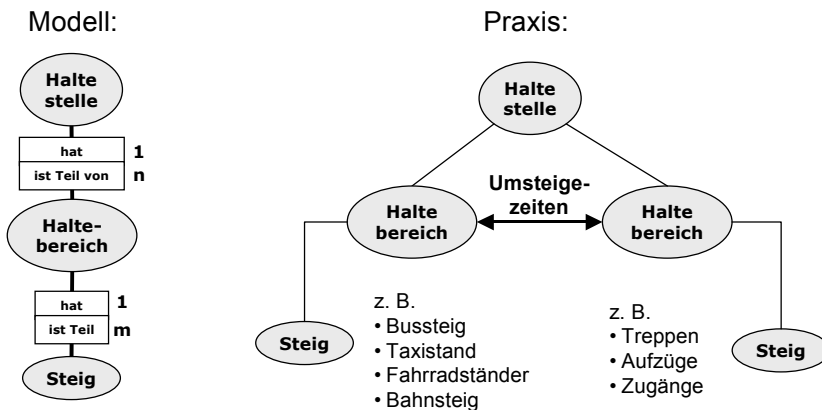 Modell:
Halte
stelle
hat 1
ist Teil von n
Halte-
bereich
hat 1
ist Teil m
Steig
Praxis:
Halte
stelle
Umsteige-
zeiten
Halte
bereich
Halte
bereich
Steig
z. B.
• Bussteig
• Taxistand
• Fahrradständer
• Bahnsteig
z. B.
• Treppen
• Aufzüge
• Zugänge
Steig